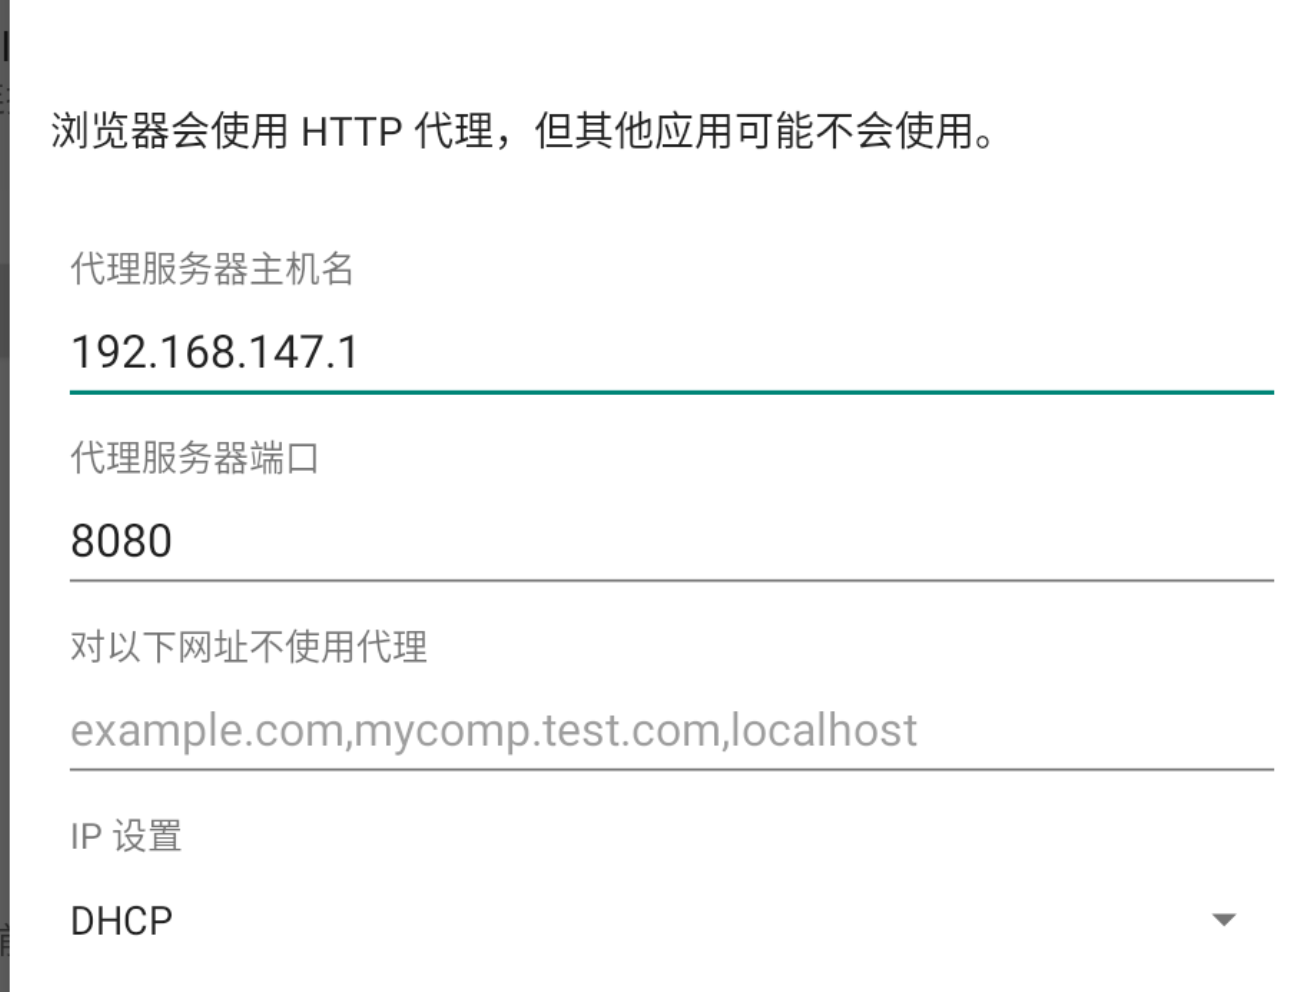 浏览器会使用 HTTP 代理，但其他应用可能不会使用。
代理服务器主机名
192.168.147.1
代理服务器端口
8080
对以下网址不使用代理
example.com,mycomp.test.com,localhost
IP 设置
DHCP